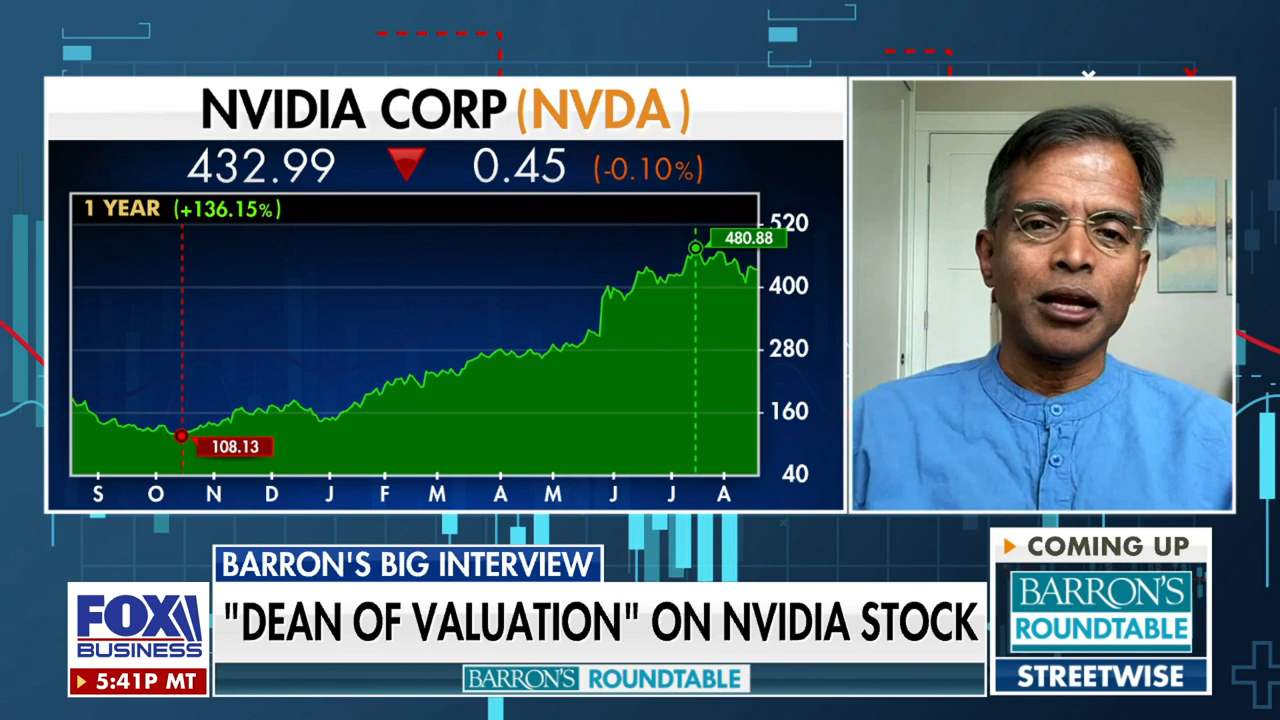 NVIDIA CORP (NVDA)
432.99 ▼ 0.45 (-0.10%)
1 YEAR (+136.15%)
520
480.88
400
280
160
108.13
40
S O N D J F M A M J J A
BARRON'S BIG INTERVIEW
"DEAN OF VALUATION" ON NVIDIA STOCK
BARRON'S ROUNDTABLE
FOX
BUSINESS
5:41P MT
COMING UP
BARRON'S
ROUNDTABLE
STREETWISE